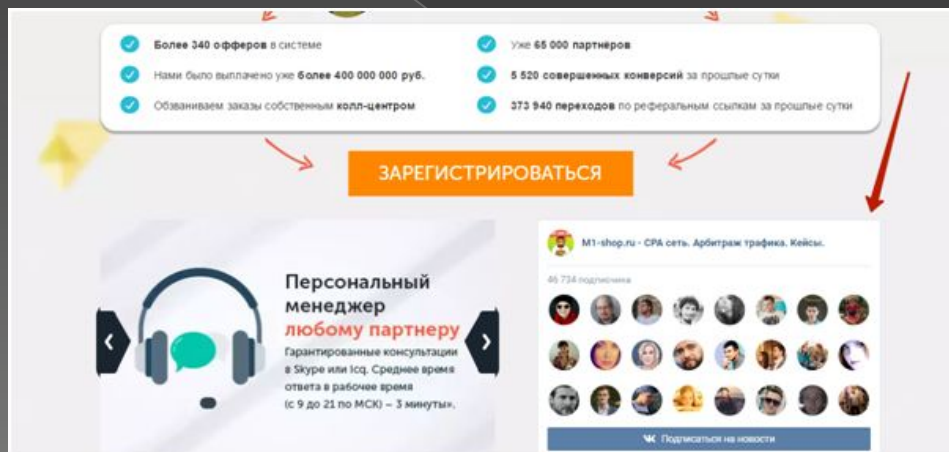 Более 340 офферов в системе
Уже 65 000 партнёров
Нами было выплачено уже более 400 000 000 руб.
5 520 совершенных конверсий за прошлые сутки
Обзваниваем заказы собственным колл-центром
373 940 переходов по реферальным ссылкам за прошлые сутки
ЗАРЕГИСТРИРОВАТЬСЯ
Персональный
менеджер
любому партнеру
Гарантированные консультации
в Skype или Icq. Среднее время
ответа в рабочее время
(с 9 до 21 по МСК) – 3 минуты».
M1-shop.ru - CPA сеть. Арбитраж трафика. Кейсы.
46 734 подписчика
Подписаться на новости